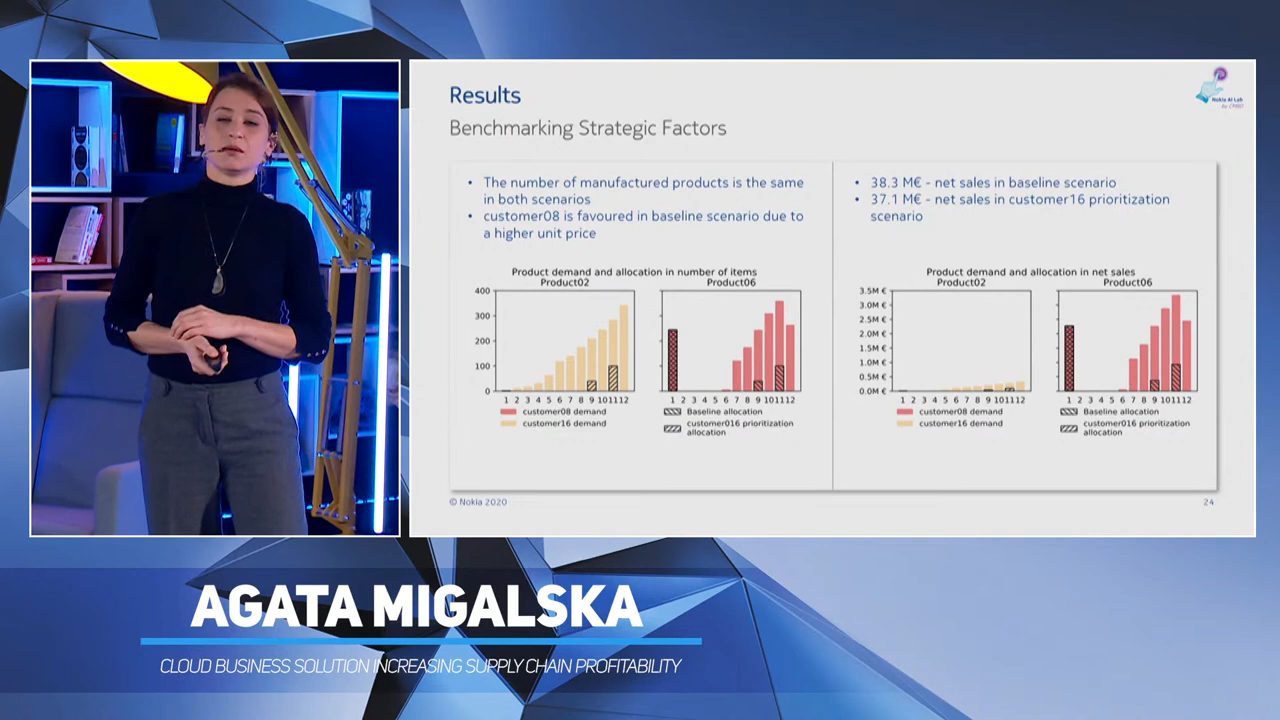 Results
Benchmarking Strategic Factors
Nokia AI Lab
• The number of manufactured products is the same
in both scenarios
• customer08 is favoured in baseline scenario due to
a higher unit price
Product demand and allocation in number of items
Product02
Product06
400
300
200
100
0
1 2 3 4 5 6 7 8 9 101112
1 2 3 4 5 6 7 8 9 101112
customer08 demand
customer16 demand
Baseline allocation
customer016 prioritization
allocation
• 38.3 M€ - net sales in baseline scenario
• 37.1 M€ - net sales in customer16 prioritization
scenario
Product demand and allocation in net sales
Product02
Product06
3.5M €
3.0M €
2.5M €
2.0M €
1.5M €
1.0M €
0.5M €
0.0M €
1 2 3 4 5 6 7 8 9 101112
1 2 3 4 5 6 7 8 9 101112
customer08 demand
customer16 demand
Baseline allocation
customer016 prioritization
allocation
© Nokia 2020
24
AGATA MIGALSKA
CLOUD BUSINESS SOLUTION INCREASING SUPPLY CHAIN PROFITABILITY